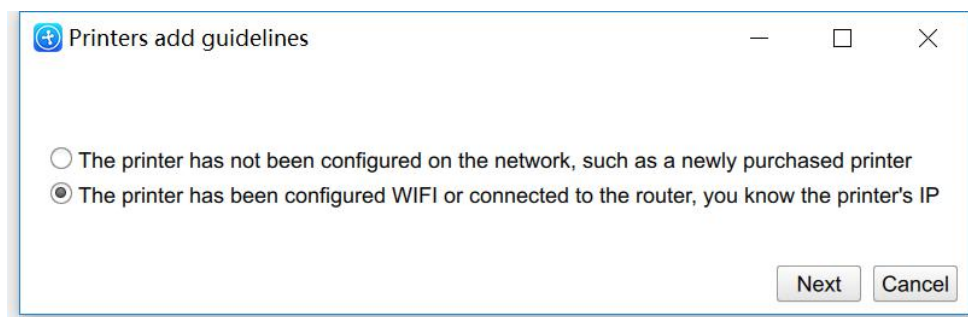 Printers add guidelines
The printer has not been configured on the network, such as a newly purchased printer
The printer has been configured WIFI or connected to the router, you know the printer's IP
Next Cancel